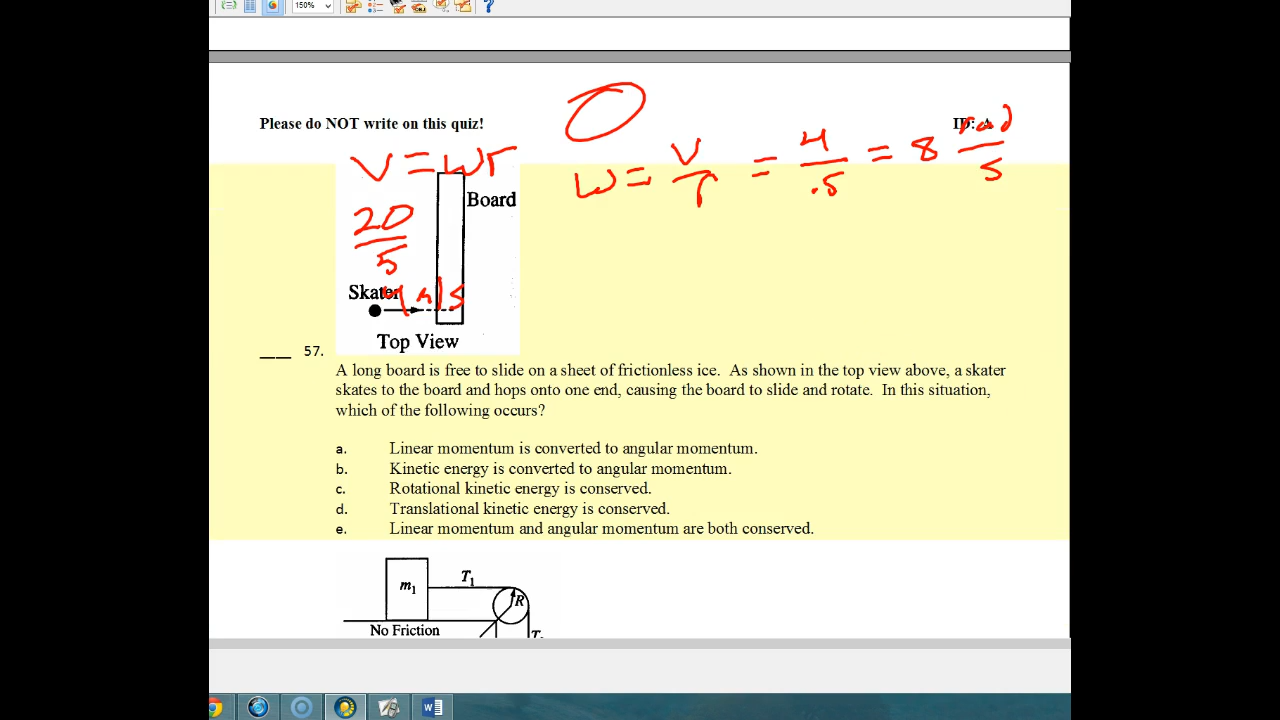 150%
Please do NOT write on this quiz!
ID: A
V = wr
w = v/r = 4/.5 = 8 rad/s
Board
20/5
4 m/s
Skater
Top View
___ 57.
A long board is free to slide on a sheet of frictionless ice. As shown in the top view above, a skater
skates to the board and hops onto one end, causing the board to slide and rotate. In this situation,
which of the following occurs?
a. Linear momentum is converted to angular momentum.
b. Kinetic energy is converted to angular momentum.
c. Rotational kinetic energy is conserved.
d. Translational kinetic energy is conserved.
e. Linear momentum and angular momentum are both conserved.
m1
T1
R
No Friction